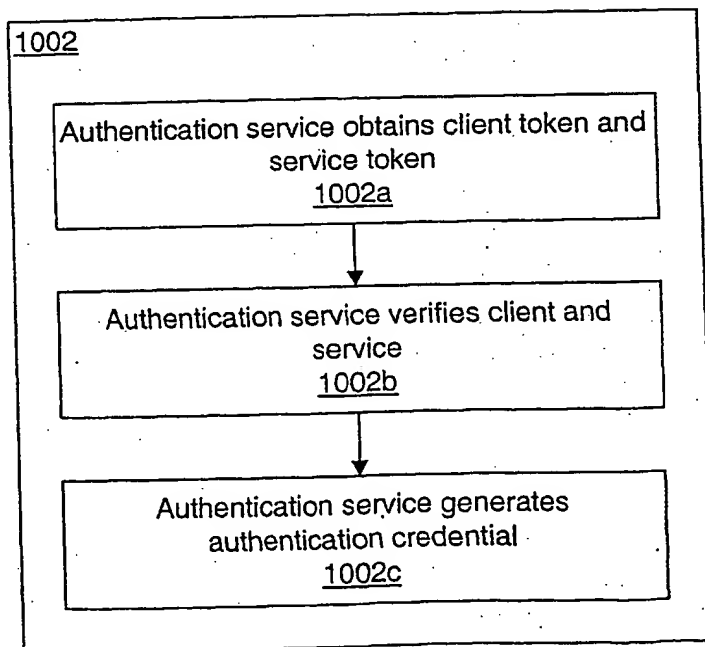 1002
Authentication service obtains client token and
service token
1002a
Authentication service verifies client and
service
1002b
Authentication service generates
authentication credential
1002c